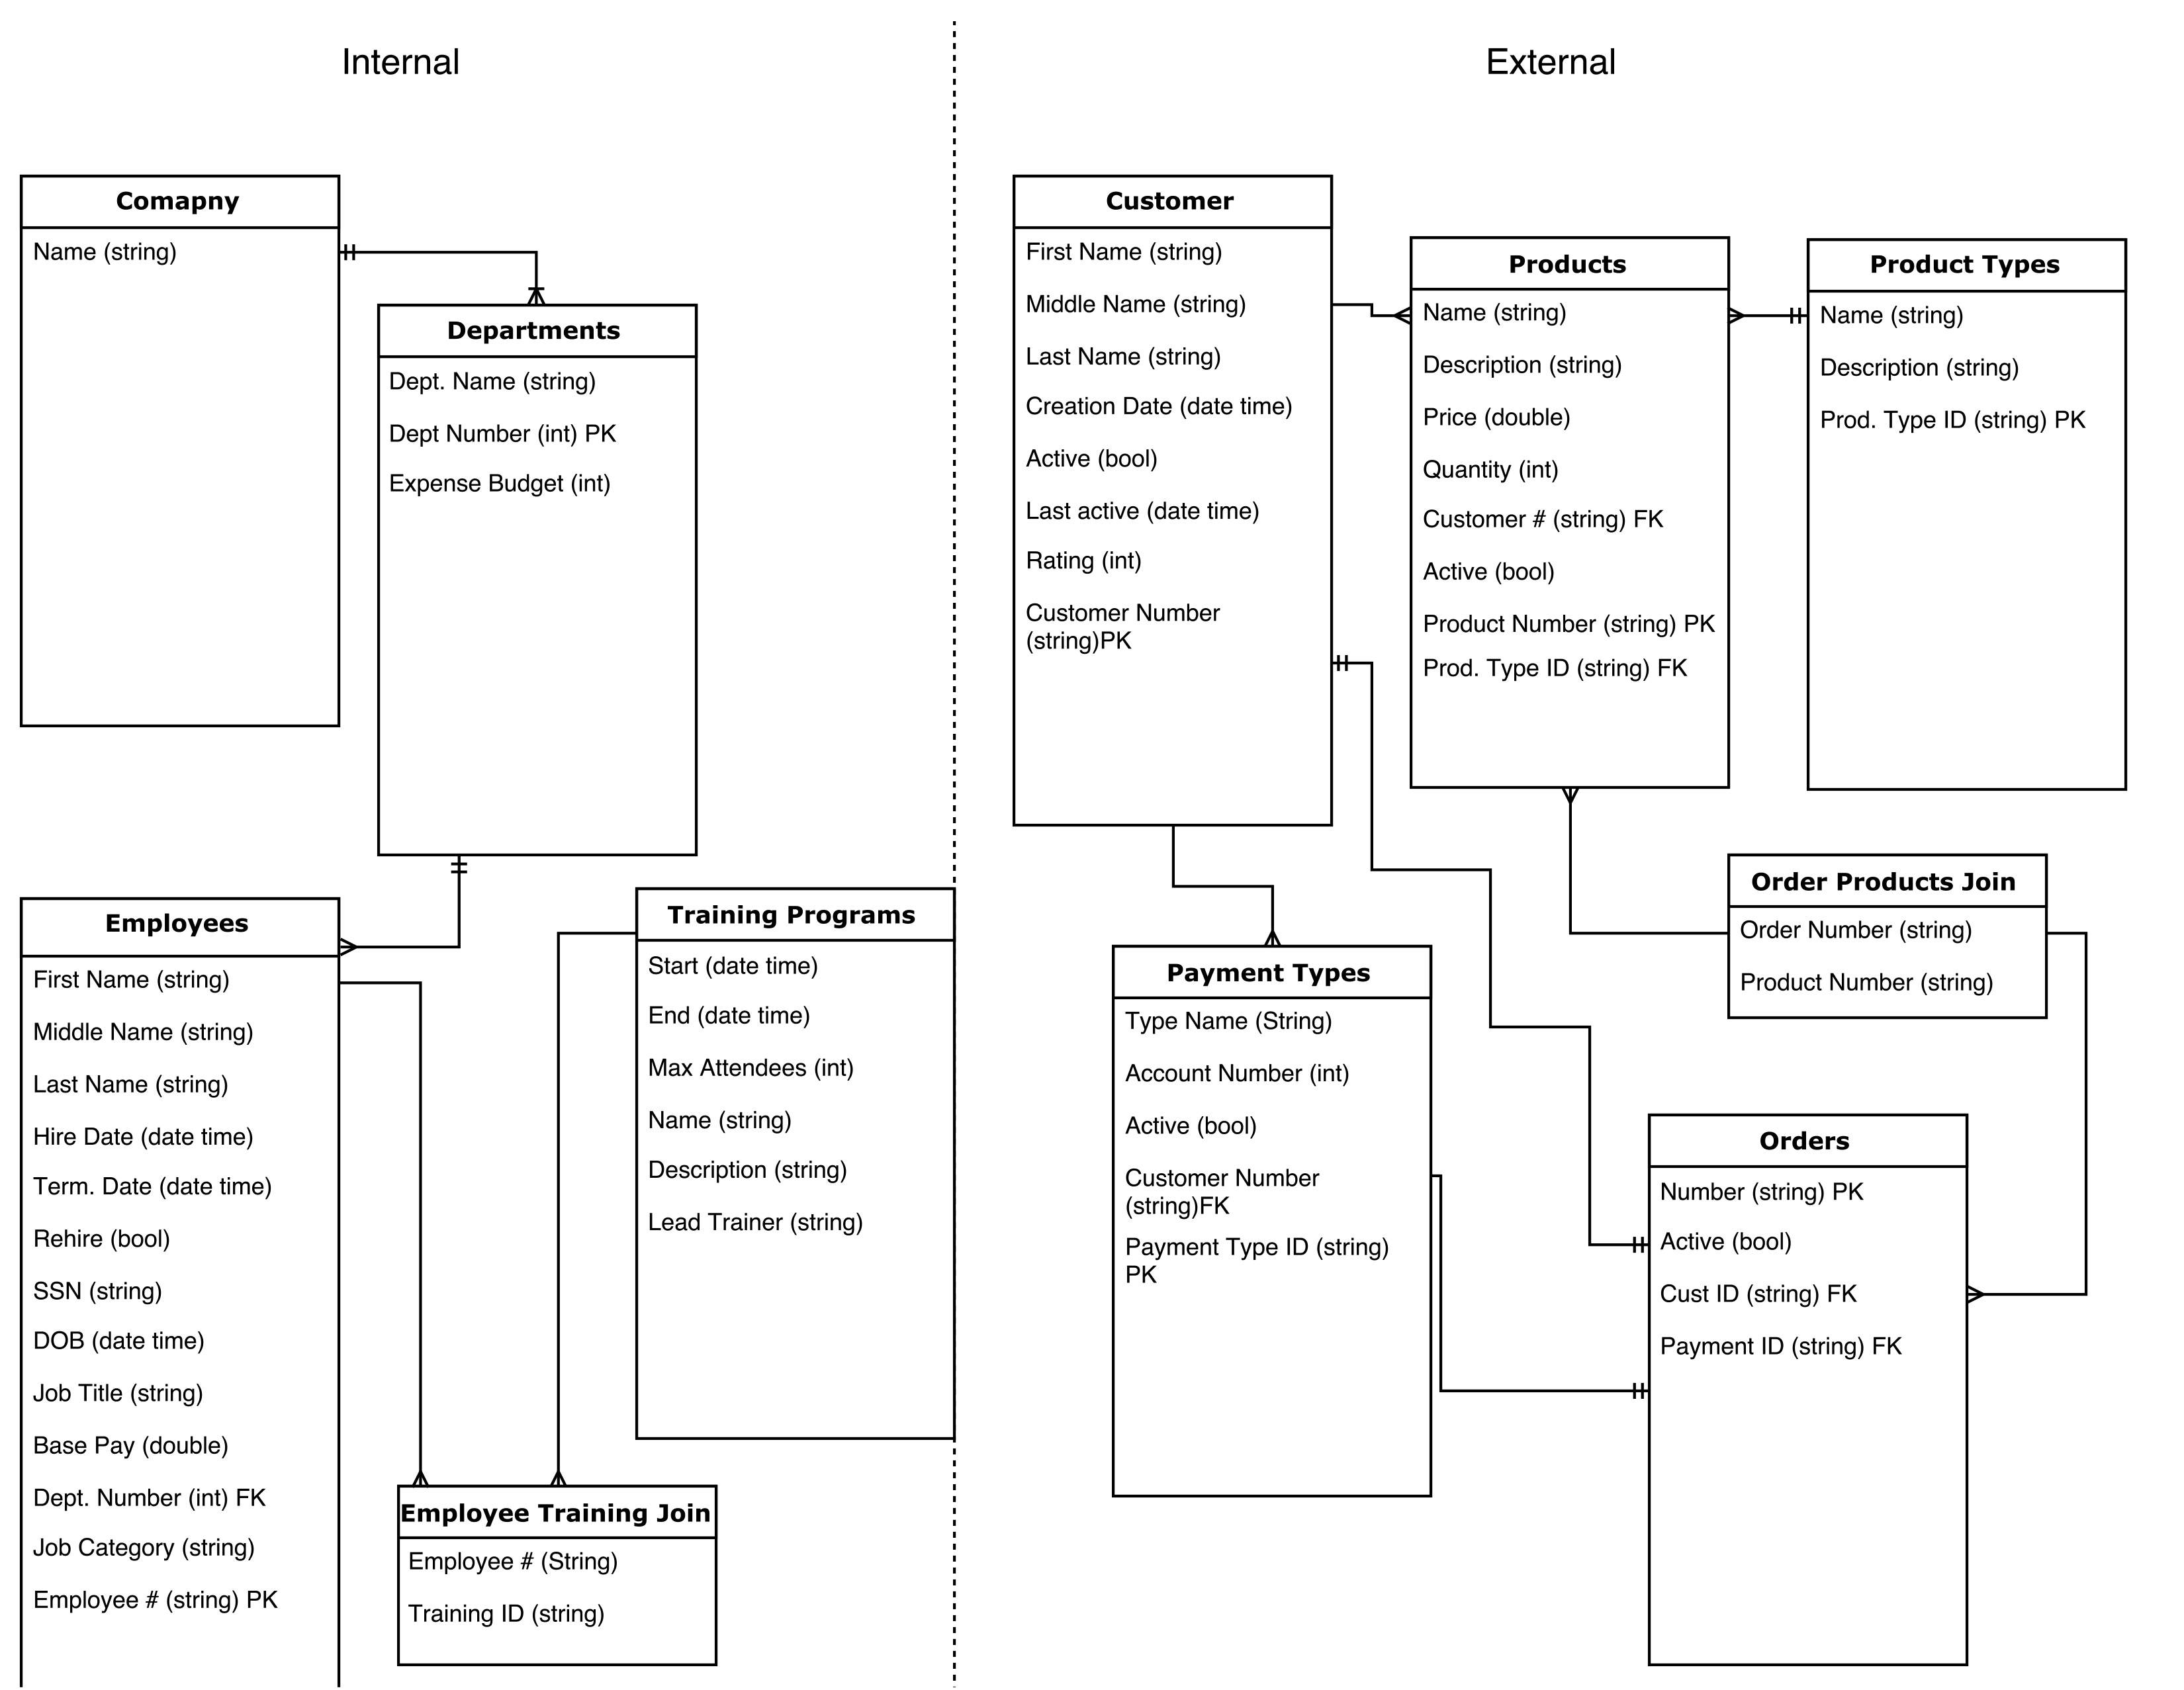 Internal
External
Comapny
Name (string)
Departments
Dept. Name (string)
Dept Number (int) PK
Expense Budget (int)
Employees
First Name (string)
Middle Name (string)
Last Name (string)
Hire Date (date time)
Term. Date (date time)
Rehire (bool)
SSN (string)
DOB (date time)
Job Title (string)
Base Pay (double)
Dept. Number (int) FK
Job Category (string)
Employee # (string) PK
Training Programs
Start (date time)
End (date time)
Max Attendees (int)
Name (string)
Description (string)
Lead Trainer (string)
Employee Training Join
Employee # (String)
Training ID (string)
Customer
First Name (string)
Middle Name (string)
Last Name (string)
Creation Date (date time)
Active (bool)
Last active (date time)
Rating (int)
Customer Number
(string)PK
Products
Name (string)
Description (string)
Price (double)
Quantity (int)
Customer # (string) FK
Active (bool)
Product Number (string) PK
Prod. Type ID (string) FK
Product Types
Name (string)
Description (string)
Prod. Type ID (string) PK
Order Products Join
Order Number (string)
Product Number (string)
Payment Types
Type Name (String)
Account Number (int)
Active (bool)
Customer Number
(string)FK
Payment Type ID (string)
PK
Orders
Number (string) PK
Active (bool)
Cust ID (string) FK
Payment ID (string) FK